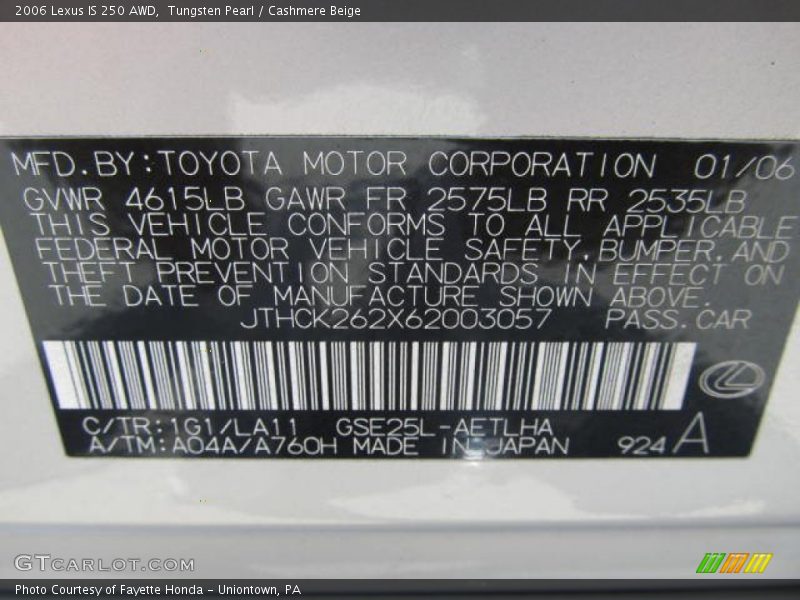 2006 Lexus IS 250 AWD, Tungsten Pearl / Cashmere Beige
MFD.BY:TOYOTA MOTOR CORPORATION 01/06
GVWR 4615LB GAWR FR 2575LB RR 2535LB
THIS VEHICLE CONFORMS TO ALL APPLICABLE
FEDERAL MOTOR VEHICLE SAFETY,BUMPER,AND
THEFT PREVENTION STANDARDS IN EFFECT ON
THE DATE OF MANUFACTURE SHOWN ABOVE.
JTHCK262X62003057 PASS.CAR
C/TR:1G1/LA11 GSE25L-AETLHA
A/TM:A04A/A760H MADE IN JAPAN 924 A
GTCARLOT.COM
Photo Courtesy of Fayette Honda - Uniontown, PA